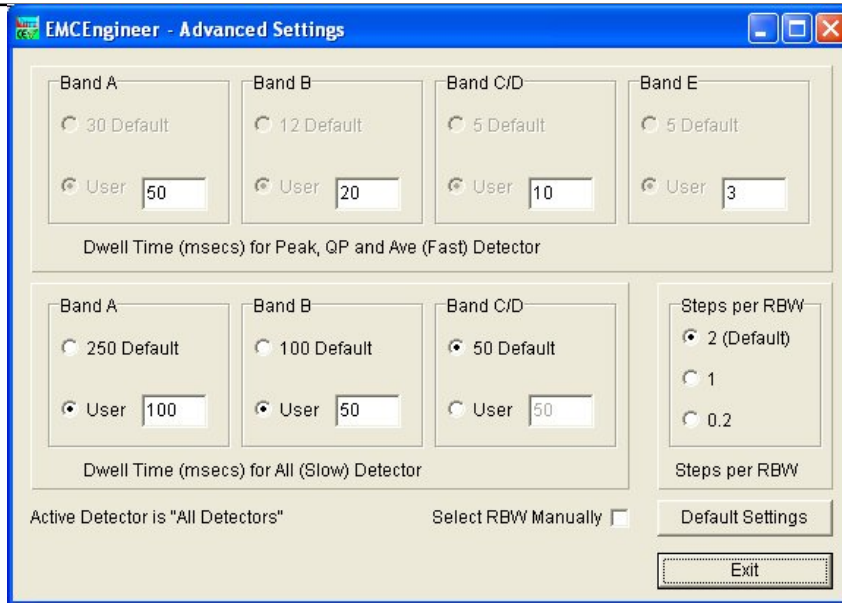 EMCEngineer - Advanced Settings
Band A
30 Default
User 50
Band B
12 Default
User 20
Band C/D
5 Default
User 10
Band E
5 Default
User 3
Dwell Time (msecs) for Peak, QP and Ave (Fast) Detector
Band A
250 Default
User 100
Band B
100 Default
User 50
Band C/D
50 Default
User 50
Dwell Time (msecs) for All (Slow) Detector
Steps per RBW
2 (Default)
1
0.2
Steps per RBW
Active Detector is "All Detectors"
Select RBW Manually
Default Settings
Exit